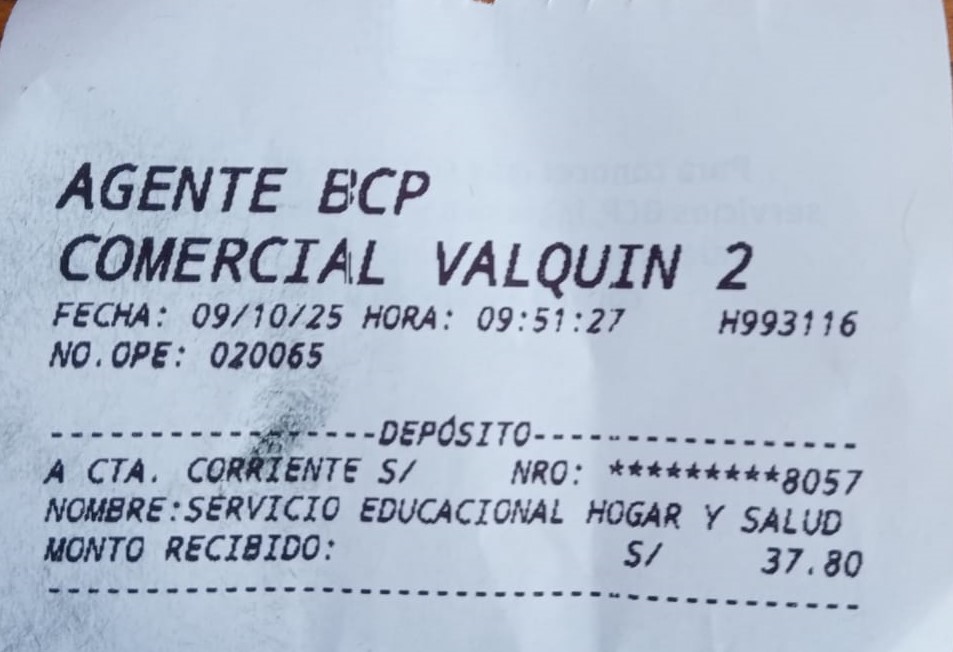 AGENTE BCP
COMERCIAL VALQUIN 2
FECHA: 09/10/25 HORA: 09:51:27 H993116
NO.OPE: 020065
------------------DEPÓSITO------------------
A CTA. CORRIENTE S/ NRO: *********8057
NOMBRE:SERVICIO EDUCACIONAL HOGAR Y SALUD
MONTO RECIBIDO: S/ 37.80
---------------------------------------------